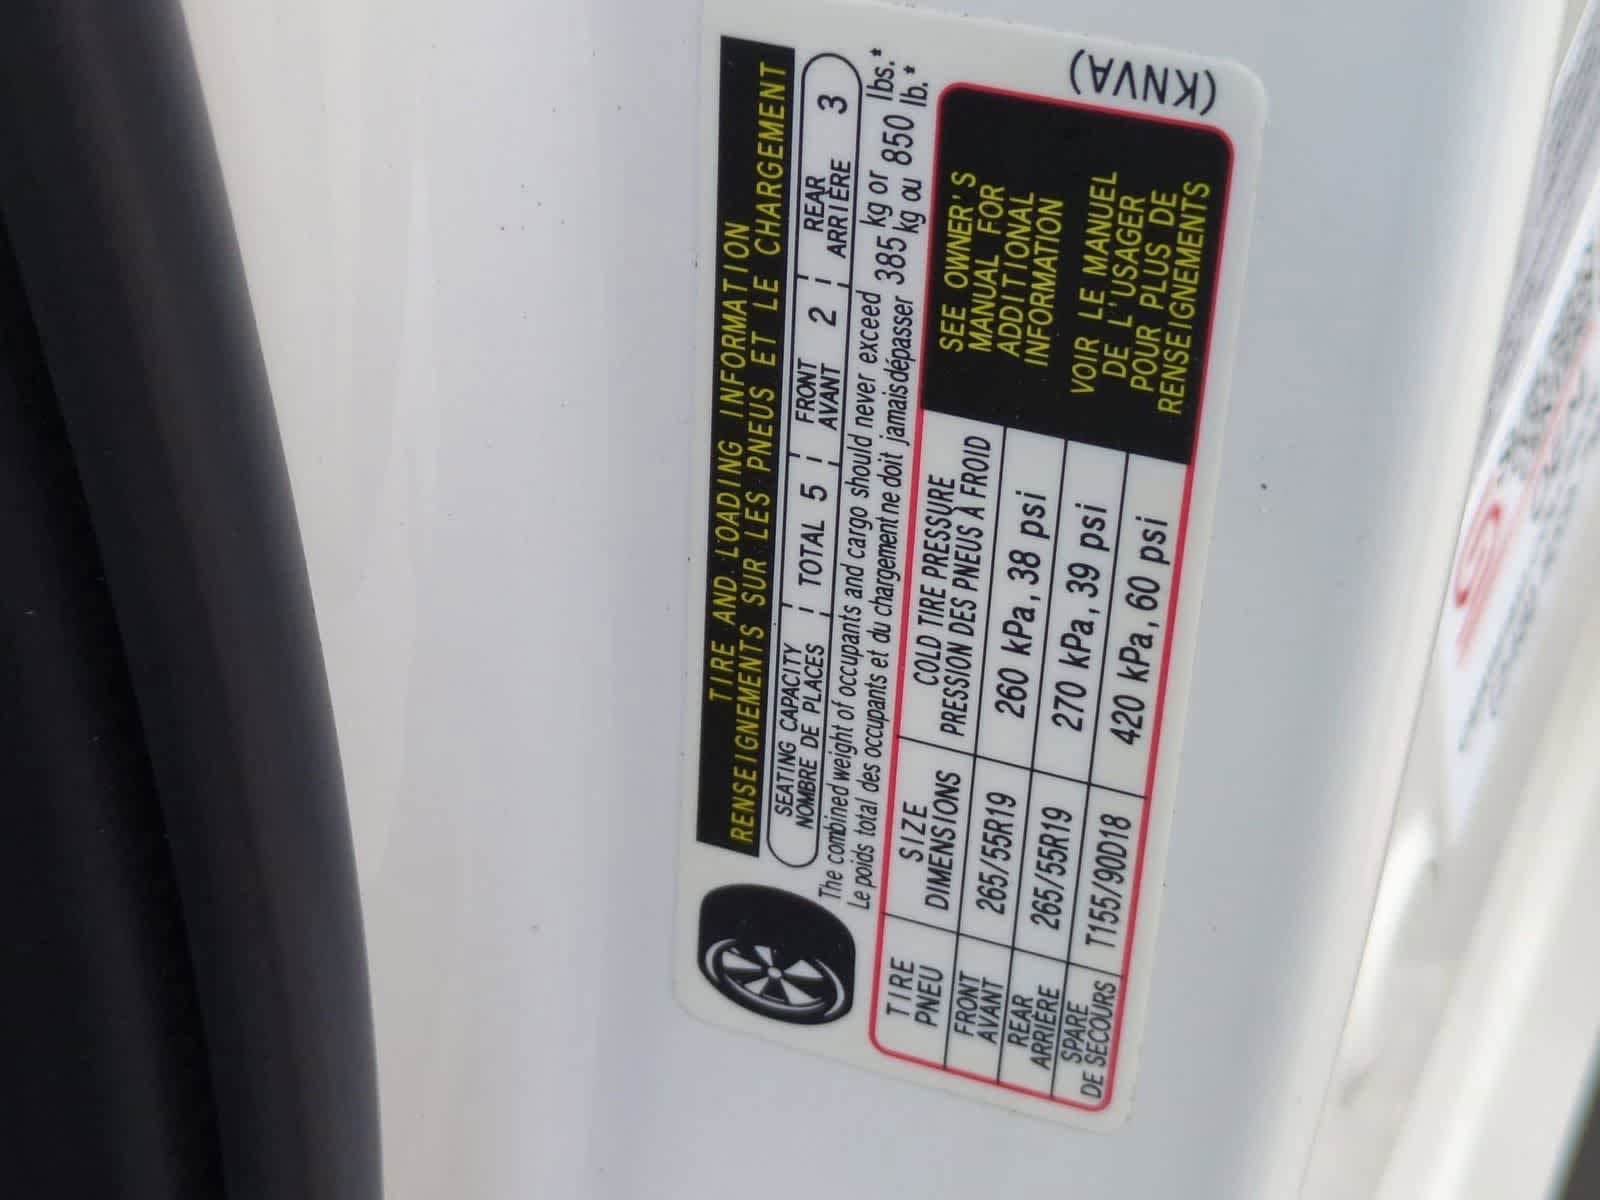 TIRE AND LOADING INFORMATION
RENSEIGNEMENTS SUR LES PNEUS ET LE CHARGEMENT
SEATING CAPACITY TOTAL 5 FRONT 2 REAR 3
NOMBRE DE PLACES AVANT ARRIÈRE
The combined weight of occupants and cargo should never exceed 385 kg or 850 lbs.*
Le poids total des occupants et du chargement ne doit jamais dépasser 385 kg ou 850 lb.*
TIRE SIZE COLD TIRE PRESSURE
PNEU DIMENSIONS PRESSION DES PNEUS À FROID
FRONT 265/55R19 260 kPa, 38 psi
AVANT
REAR 265/55R19 270 kPa, 39 psi
ARRIÈRE
SPARE T155/90D18 420 kPa, 60 psi
DE SECOURS
SEE OWNER'S
MANUAL FOR
ADDITIONAL
INFORMATION
VOIR LE MANUEL
DE L'USAGER
POUR PLUS DE
RENSEIGNEMENTS
(KNVA)